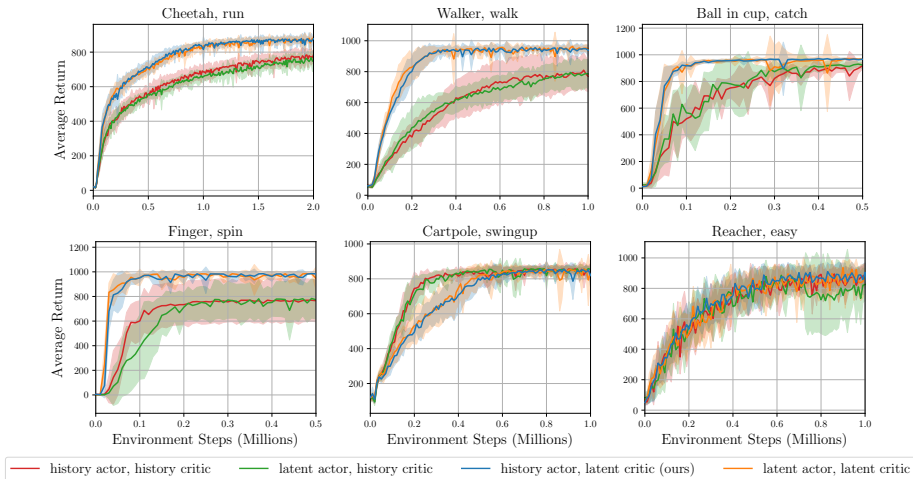 Cheetah, run
Walker, walk
Ball in cup, catch
Average Return
800
600
400
200
0
0.0 0.5 1.0 1.5 2.0
1000
800
600
400
200
0
0.0 0.2 0.4 0.6 0.8 1.0
1200
1000
800
600
400
200
0
0.0 0.1 0.2 0.3 0.4 0.5
Finger, spin
Cartpole, swingup
Reacher, easy
Average Return
1200
1000
800
600
400
200
0
0.0 0.1 0.2 0.3 0.4 0.5
1000
800
600
400
200
0.0 0.2 0.4 0.6 0.8 1.0
1000
800
600
400
200
0
0.0 0.2 0.4 0.6 0.8 1.0
Environment Steps (Millions) Environment Steps (Millions) Environment Steps (Millions)
history actor, history critic latent actor, history critic history actor, latent critic (ours) latent actor, latent critic